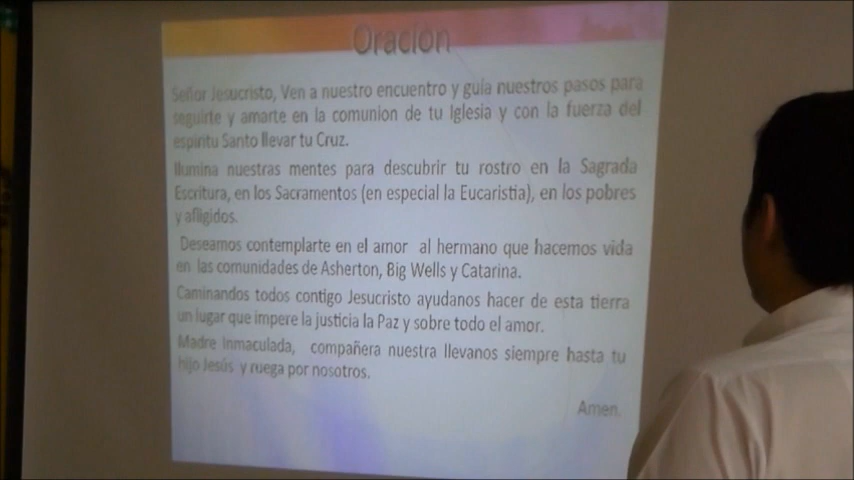 Oracion
Señor Jesucristo, Ven a nuestro encuentro y guía nuestros pasos para
seguirte y amarte en la comunion de tu Iglesia y con la fuerza del
espiritu Santo llevar tu Cruz.
Ilumina nuestras mentes para descubrir tu rostro en la Sagrada
Escritura, en los Sacramentos (en especial la Eucaristia), en los pobres
y afligidos.
Deseamos contemplarte en el amor al hermano que hacemos vida
en las comunidades de Asherton, Big Wells y Catarina.
Caminandos todos contigo Jesucristo ayudanos hacer de esta tierra
un lugar que impere la justicia la Paz y sobre todo el amor.
Madre Inmaculada, compañera nuestra llevanos siempre hasta tu
hijo Jesús y ruega por nosotros.
Amen.